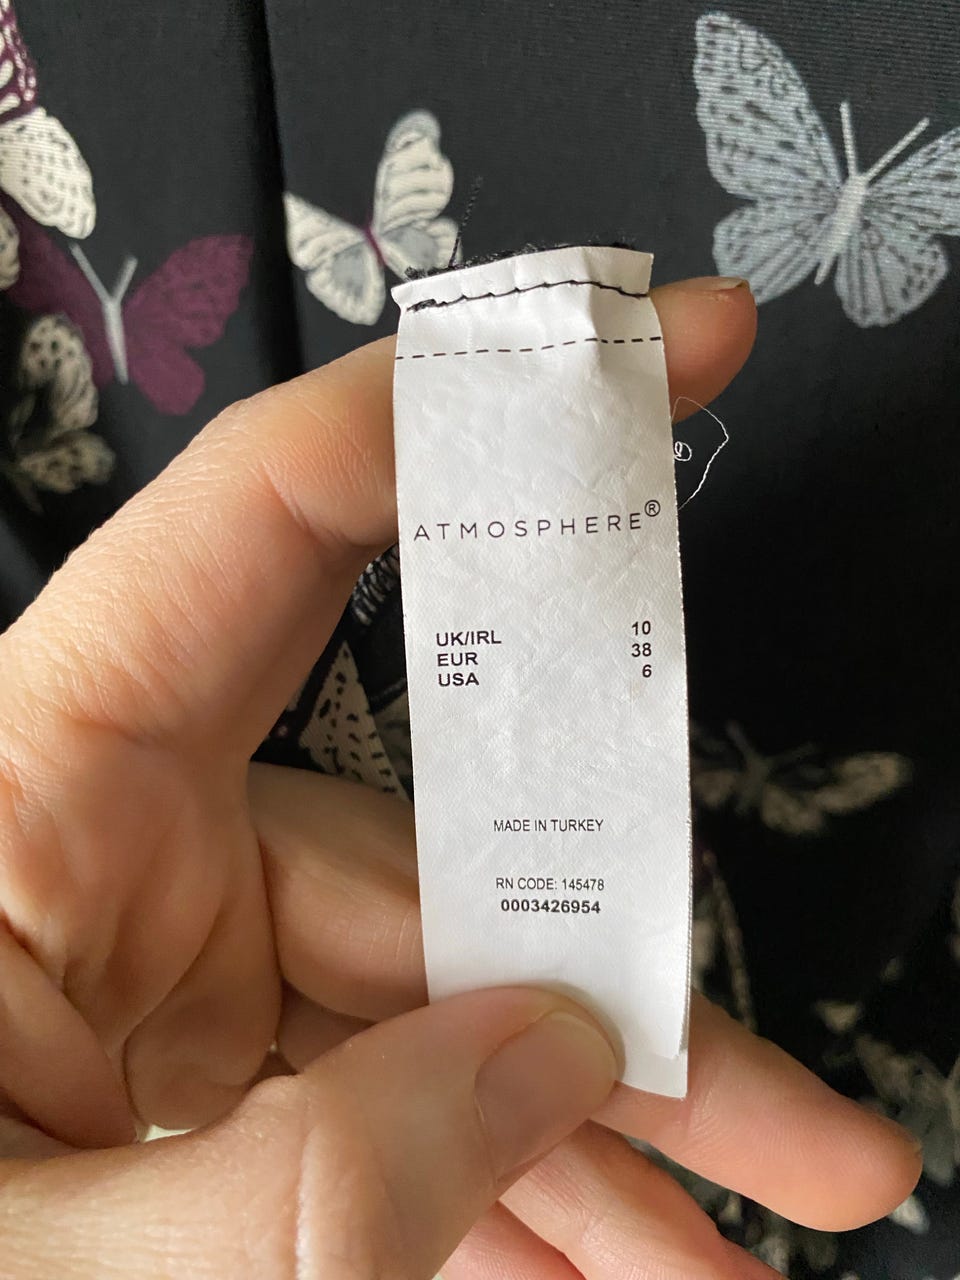 ATMOSPHERE®
UK/IRL 10
EUR 38
USA 6
MADE IN TURKEY
RN CODE: 145478
0003426954